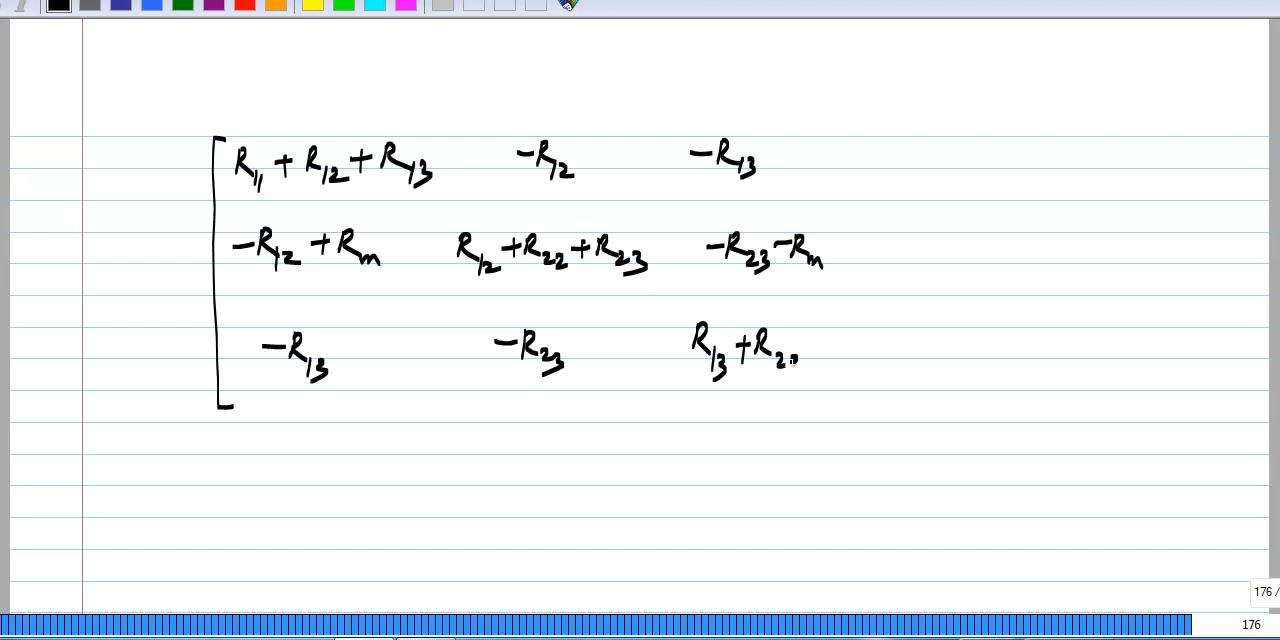 R₁₁ + R₁₂ + R₁₃ -R₁₂ -R₁₃
-R₁₂ + Rₘ R₁₂ + R₂₂ + R₂₃ -R₂₃ - Rₘ
-R₁₃ -R₂₃ R₁₃ + R₂
176 /
176